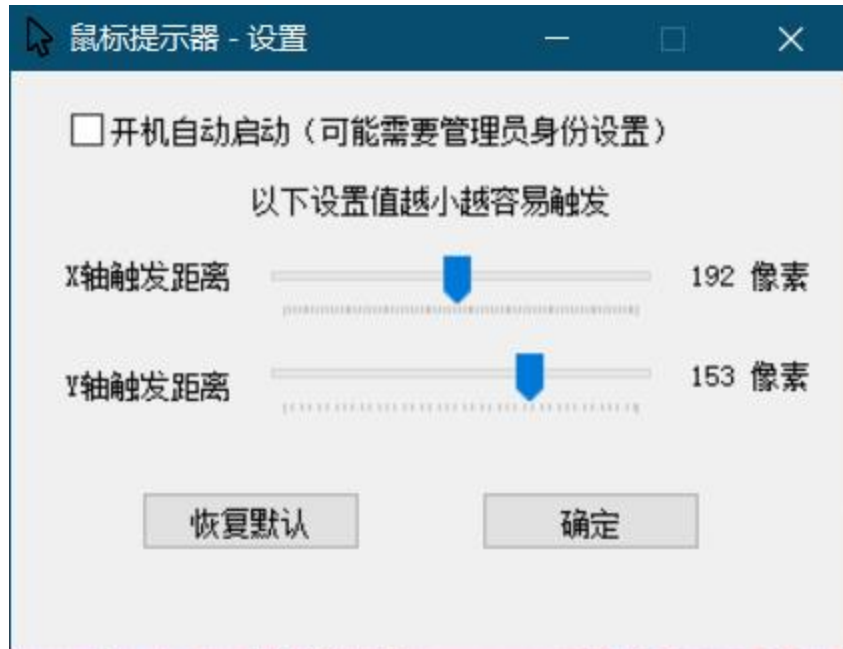 鼠标提示器 - 设置
开机自动启动（可能需要管理员身份设置）
以下设置值越小越容易触发
X轴触发距离 192 像素
Y轴触发距离 153 像素
恢复默认 确定